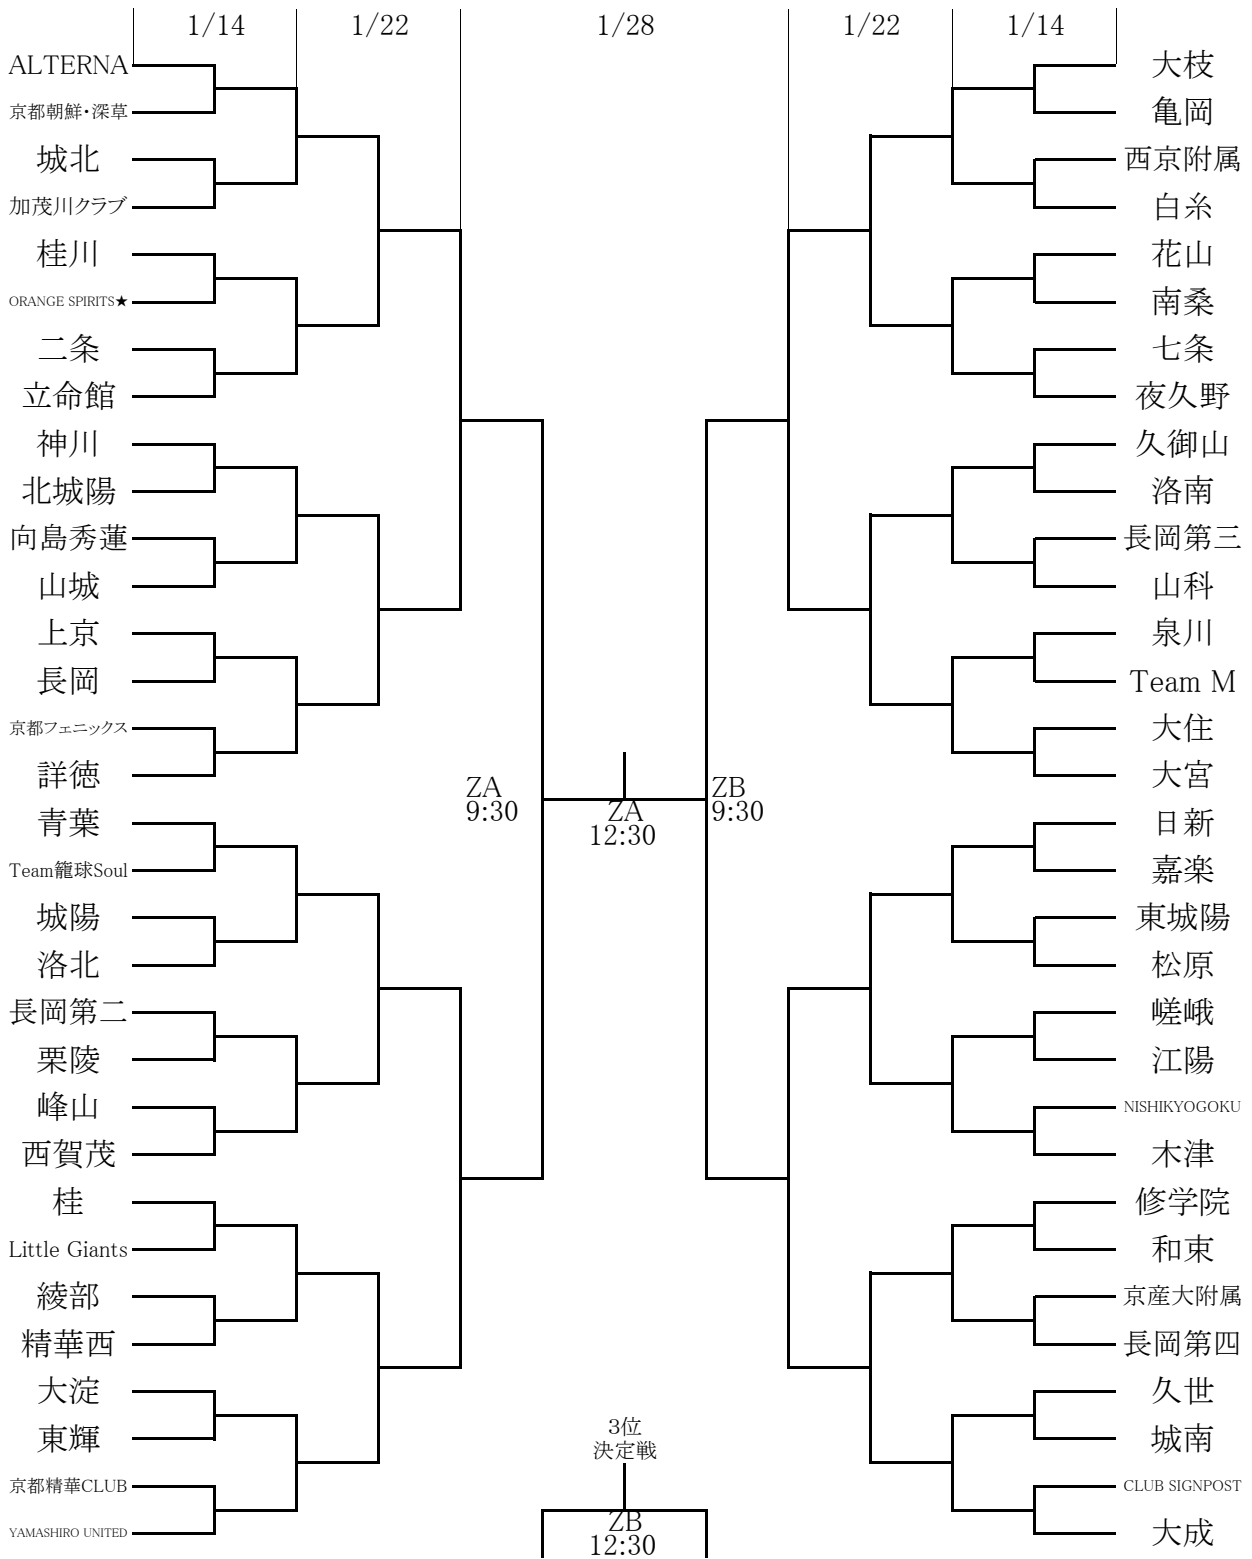 1/14
1/22
1/28
1/22
1/14
ALTERNA
京都朝鮮・深草
城北
加茂川クラブ
桂川
ORANGE SPIRITS★
二条
立命館
神川
北城陽
向島秀蓮
山城
上京
長岡
京都フェニックス
詳徳
青葉
Team籠球Soul
城陽
洛北
長岡第二
栗陵
峰山
西賀茂
桂
Little Giants
綾部
精華西
大淀
東輝
京都精華CLUB
YAMASHIRO UNITED
ZA
9:30
ZA
12:30
ZB
9:30
3位
決定戦
ZB
12:30
大枝
亀岡
西京附属
白糸
花山
南桑
七条
夜久野
久御山
洛南
長岡第三
山科
泉川
Team M
大住
大宮
日新
嘉楽
東城陽
松原
嵯峨
江陽
NISHIKYOGOKU
木津
修学院
和束
京産大附属
長岡第四
久世
城南
CLUB SIGNPOST
大成